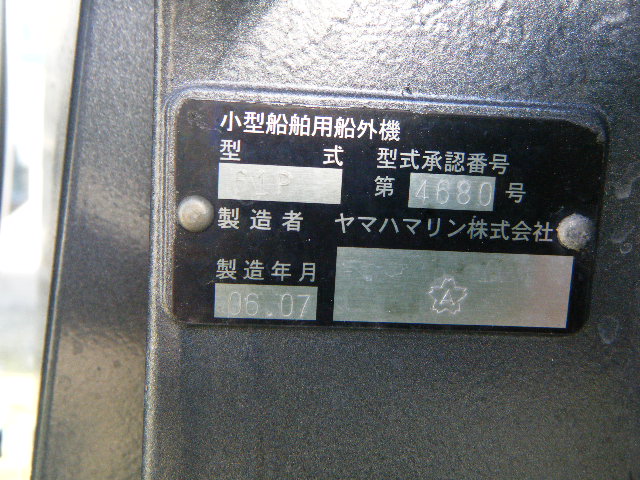 小型船舶用船外機
型 式 型式承認番号
第 4680 号
製造者 ヤマハマリン株式会社
製造年月
06.07
A